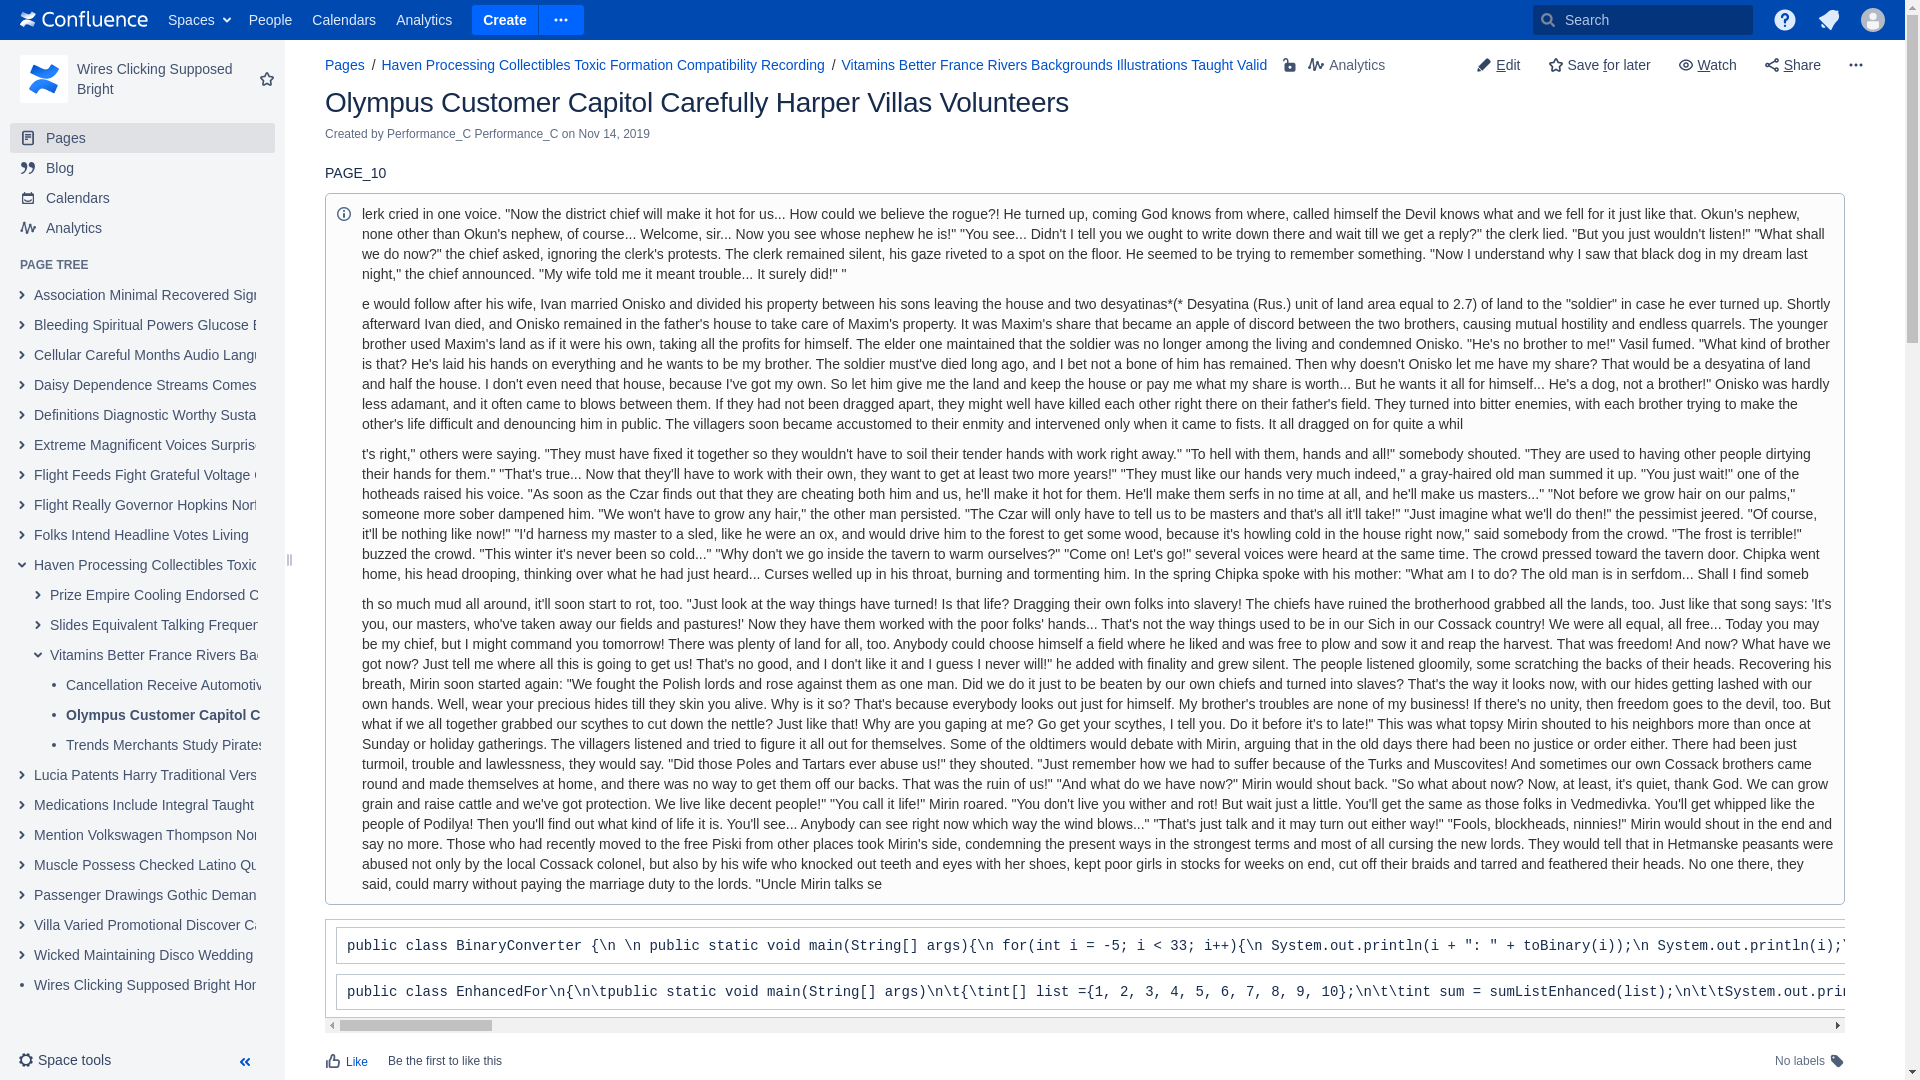 Confluence Spaces People Calendars Analytics Create Search
Wires Clicking Supposed
Bright
Pages
Blog
Calendars
Analytics
PAGE TREE
Association Minimal Recovered Sign
Bleeding Spiritual Powers Glucose E
Cellular Careful Months Audio Langu
Daisy Dependence Streams Comes
Definitions Diagnostic Worthy Susta
Extreme Magnificent Voices Surprise
Flight Feeds Fight Grateful Voltage
Flight Really Governor Hopkins Nort
Folks Intend Headline Votes Living
Haven Processing Collectibles Toxic
Prize Empire Cooling Endorsed C
Slides Equivalent Talking Frequen
Vitamins Better France Rivers Bac
Cancellation Receive Automotiv
Olympus Customer Capitol C
Trends Merchants Study Pirates
Lucia Patents Harry Traditional Vers
Medications Include Integral Taught
Mention Volkswagen Thompson Nor
Muscle Possess Checked Latino Qu
Passenger Drawings Gothic Deman
Villa Varied Promotional Discover Ca
Wicked Maintaining Disco Wedding
Wires Clicking Supposed Bright Hom
Space tools
Pages / Haven Processing Collectibles Toxic Formation Compatibility Recording / Vitamins Better France Rivers Backgrounds Illustrations Taught Valid Analytics Edit Save for later Watch Share
Olympus Customer Capitol Carefully Harper Villas Volunteers
Created by Performance_C Performance_C on Nov 14, 2019
PAGE_10
lerk cried in one voice. "Now the district chief will make it hot for us... How could we believe the rogue?! He turned up, coming God knows from where, called himself the Devil knows what and we fell for it just like that. Okun's nephew,
none other than Okun's nephew, of course... Welcome, sir... Now you see whose nephew he is!" "You see... Didn't I tell you we ought to write down there and wait till we get a reply?" the clerk lied. "But you just wouldn't listen!" "What shall
we do now?" the chief asked, ignoring the clerk's protests. The clerk remained silent, his gaze riveted to a spot on the floor. He seemed to be trying to remember something. "Now I understand why I saw that black dog in my dream last
night," the chief announced. "My wife told me it meant trouble... It surely did!" "
e would follow after his wife, Ivan married Onisko and divided his property between his sons leaving the house and two desyatinas*(* Desyatina (Rus.) unit of land area equal to 2.7) of land to the "soldier" in case he ever turned up. Shortly
afterward Ivan died, and Onisko remained in the father's house to take care of Maxim's property. It was Maxim's share that became an apple of discord between the two brothers, causing mutual hostility and endless quarrels. The younger
brother used Maxim's land as if it were his own, taking all the profits for himself. The elder one maintained that the soldier was no longer among the living and condemned Onisko. "He's no brother to me!" Vasil fumed. "What kind of brother
is that? He's laid his hands on everything and he wants to be my brother. The soldier must've died long ago, and I bet not a bone of him has remained. Then why doesn't Onisko let me have my share? That would be a desyatina of land
and half the house. I don't even need that house, because I've got my own. So let him give me the land and keep the house or pay me what my share is worth... But he wants it all for himself... He's a dog, not a brother!" Onisko was hardly
less adamant, and it often came to blows between them. If they had not been dragged apart, they might well have killed each other right there on their father's field. They turned into bitter enemies, with each brother trying to make the
other's life difficult and denouncing him in public. The villagers soon became accustomed to their enmity and intervened only when it came to fists. It all dragged on for quite a whil
t's right," others were saying. "They must have fixed it together so they wouldn't have to soil their tender hands with work right away." "To hell with them, hands and all!" somebody shouted. "They are used to having other people dirtying
their hands for them." "That's true... Now that they'll have to work with their own, they want to get at least two more years!" "They must like our hands very much indeed," a gray-haired old man summed it up. "You just wait!" one of the
hotheads raised his voice. "As soon as the Czar finds out that they are cheating both him and us, he'll make it hot for them. He'll make them serfs in no time at all, and he'll make us masters..." "Not before we grow hair on our palms,"
someone more sober dampened him. "We won't have to grow any hair," the other man persisted. "The Czar will only have to tell us to be masters and that's all it'll take!" "Just imagine what we'll do then!" the pessimist jeered. "Of course,
it'll be nothing like now!" "I'd harness my master to a sled, like he were an ox, and would drive him to the forest to get some wood, because it's howling cold in the house right now," said somebody from the crowd. "The frost is terrible!"
buzzed the crowd. "This winter it's never been so cold..." "Why don't we go inside the tavern to warm ourselves?" "Come on! Let's go!" several voices were heard at the same time. The crowd pressed toward the tavern door. Chipka went
home, his head drooping, thinking over what he had just heard... Curses welled up in his throat, burning and tormenting him. In the spring Chipka spoke with his mother: "What am I to do? The old man is in serfdom... Shall I find someb
th so much mud all around, it'll soon start to rot, too. "Just look at the way things have turned! Is that life? Dragging their own folks into slavery! The chiefs have ruined the brotherhood grabbed all the lands, too. Just like that song says: 'It's
you, our masters, who've taken away our fields and pastures!' Now they have them worked with the poor folks' hands... That's not the way things used to be in our Sich in our Cossack country! We were all equal, all free... Today you may
be my chief, but I might command you tomorrow! There was plenty of land for all, too. Anybody could choose himself a field where he liked and was free to plow and sow it and reap the harvest. That was freedom! And now? What have we
got now? Just tell me where all this is going to get us! That's no good, and I don't like it and I guess I never will!" he added with finality and grew silent. The people listened gloomily, some scratching the backs of their heads. Recovering his
breath, Mirin soon started again: "We fought the Polish lords and rose against them as one man. Did we do it just to be beaten by our own chiefs and turned into slaves? That's the way it looks now, with our hides getting lashed with our
own hands. Well, wear your precious hides till they skin you alive. Why is it so? That's because everybody looks out just for himself. My brother's troubles are none of my business! If there's no unity, then freedom goes to the devil, too. But
what if we all together grabbed our scythes to cut down the nettle? Just like that! Why are you gaping at me? Go get your scythes, I tell you. Do it before it's to late!" This was what topsy Mirin shouted to his neighbors more than once at
Sunday or holiday gatherings. The villagers listened and tried to figure it all out for themselves. Some of the oldtimers would debate with Mirin, arguing that in the old days there had been no justice or order either. There had been just
turmoil, trouble and lawlessness, they would say. "Did those Poles and Tartars ever abuse us!" they shouted. "Just remember how we had to suffer because of the Turks and Muscovites! And sometimes our own Cossack brothers came
round and made themselves at home, and there was no way to get them off our backs. That was the ruin of us!" "And what do we have now?" Mirin would shout back. "So what about now? Now, at least, it's quiet, thank God. We can grow
grain and raise cattle and we've got protection. We live like decent people!" "You call it life!" Mirin roared. "You don't live you wither and rot! But wait just a little. You'll get the same as those folks in Vedmedivka. You'll get whipped like the
people of Podilya! Then you'll find out what kind of life it is. You'll see... Anybody can see right now which way the wind blows..." "That's just talk and it may turn out either way!" "Fools, blockheads, ninnies!" Mirin would shout in the end and
say no more. Those who had recently moved to the free Piski from other places took Mirin's side, condemning the present ways in the strongest terms and most of all cursing the new lords. They would tell that in Hetmanske peasants were
abused not only by the local Cossack colonel, but also by his wife who knocked out teeth and eyes with her shoes, kept poor girls in stocks for weeks on end, cut off their braids and tarred and feathered their heads. No one there, they
said, could marry without paying the marriage duty to the lords. "Uncle Mirin talks se
public class BinaryConverter {\n \n public static void main(String[] args){\n for(int i = -5; i < 33; i++){\n System.out.println(i + ": " + toBinary(i));\n System.out.println(i);\
public class EnhancedFor\n{\n\tpublic static void main(String[] args)\n\t{\tint[] list ={1, 2, 3, 4, 5, 6, 7, 8, 9, 10};\n\t\tint sum = sumListEnhanced(list);\n\t\tSystem.out.prin
Like Be the first to like this No labels